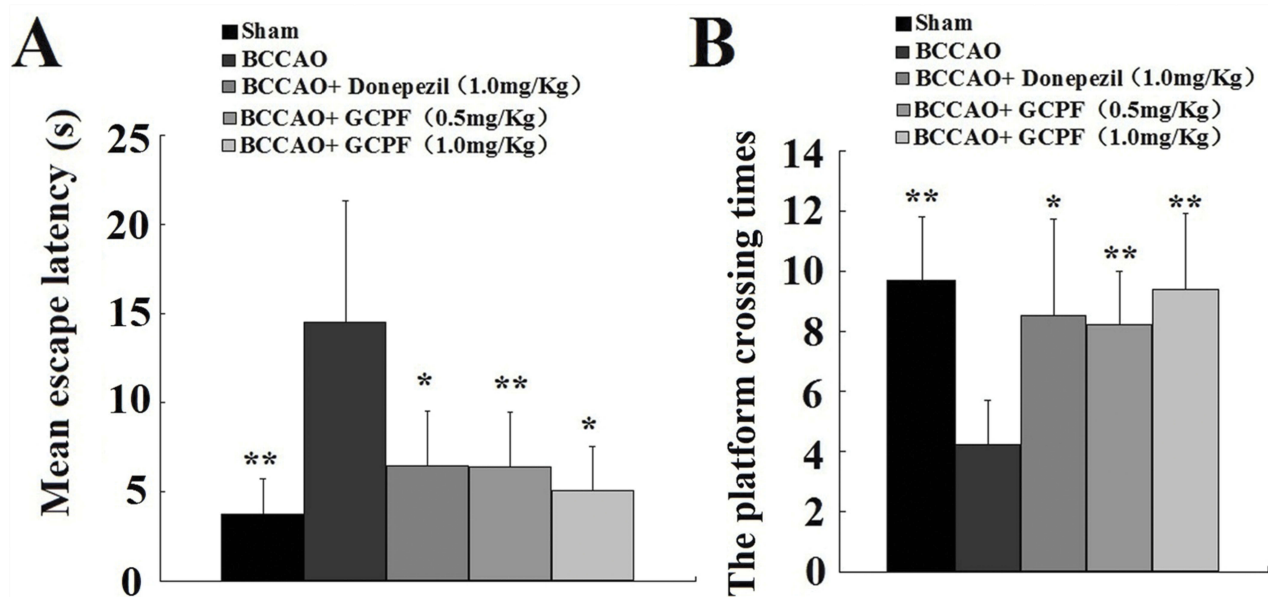 A
Sham
BCCAO
BCCAO+ Donepezil（1.0mg/Kg）
BCCAO+ GCPF（0.5mg/Kg）
BCCAO+ GCPF（1.0mg/Kg）
Mean escape latency (s)
25
20
15
10
5
0
**
*
**
*
B
Sham
BCCAO
BCCAO+ Donepezil（1.0mg/Kg）
BCCAO+ GCPF（0.5mg/Kg）
BCCAO+ GCPF（1.0mg/Kg）
The platform crossing times
14
12
10
8
6
4
2
0
**
*
**
**